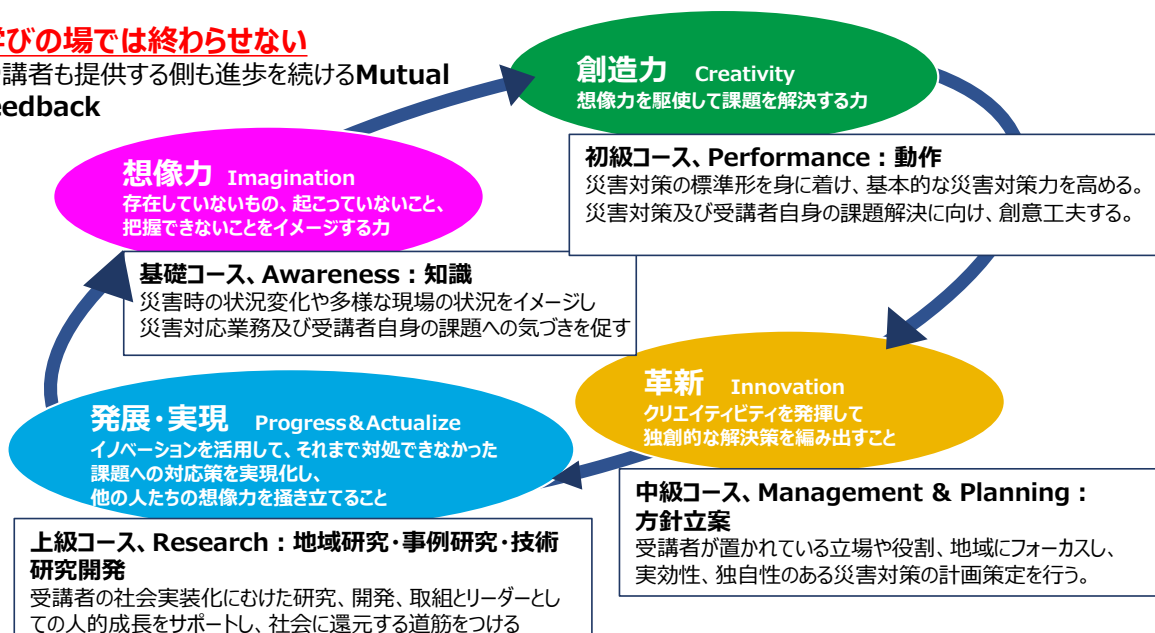 びの場では終わらせない
講者も提供する側も進歩を続けるMutual
eedback
創造力 Creativity
想像力を駆使して課題を解決する力
初級コース、Performance：動作
災害対策の標準形を身に着け、基本的な災害対策力を高める。
災害対策及び受講者自身の課題解決に向け、創意工夫する。
想像力 Imagination
存在していないもの、起こっていないこと、
把握できないことをイメージする力
基礎コース、Awareness：知識
災害時の状況変化や多様な現場の状況をイメージし
災害対応業務及び受講者自身の課題への気づきを促す
革新 Innovation
クリエイティビティを発揮して
独創的な解決策を編み出すこと
中級コース、Management & Planning：
方針立案
受講者が置かれている立場や役割、地域にフォーカスし、
実効性、独自性のある災害対策の計画策定を行う。
発展・実現 Progress&Actualize
イノベーションを活用して、それまで対処できなかった
課題への対応策を実現化し、
他の人たちの想像力を掻き立てること
上級コース、Research：地域研究・事例研究・技術
研究開発
受講者の社会実装化にむけた研究、開発、取組とリーダーとし
ての人的成長をサポートし、社会に還元する道筋をつける